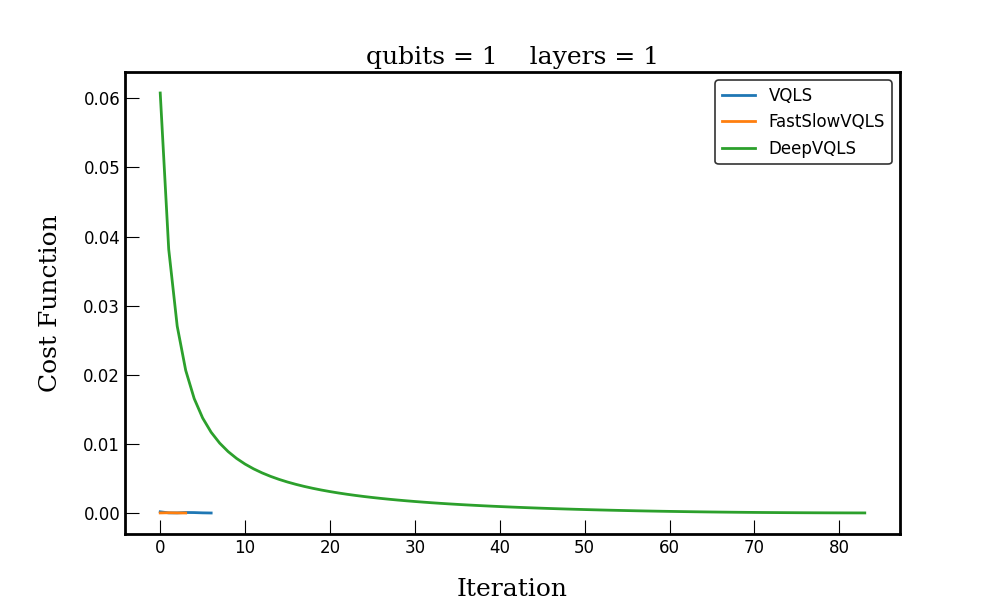 qubits = 1    layers = 1
VQLS
FastSlowVQLS
DeepVQLS
Cost Function
0.06
0.05
0.04
0.03
0.02
0.01
0.00
0 10 20 30 40 50 60 70 80
Iteration